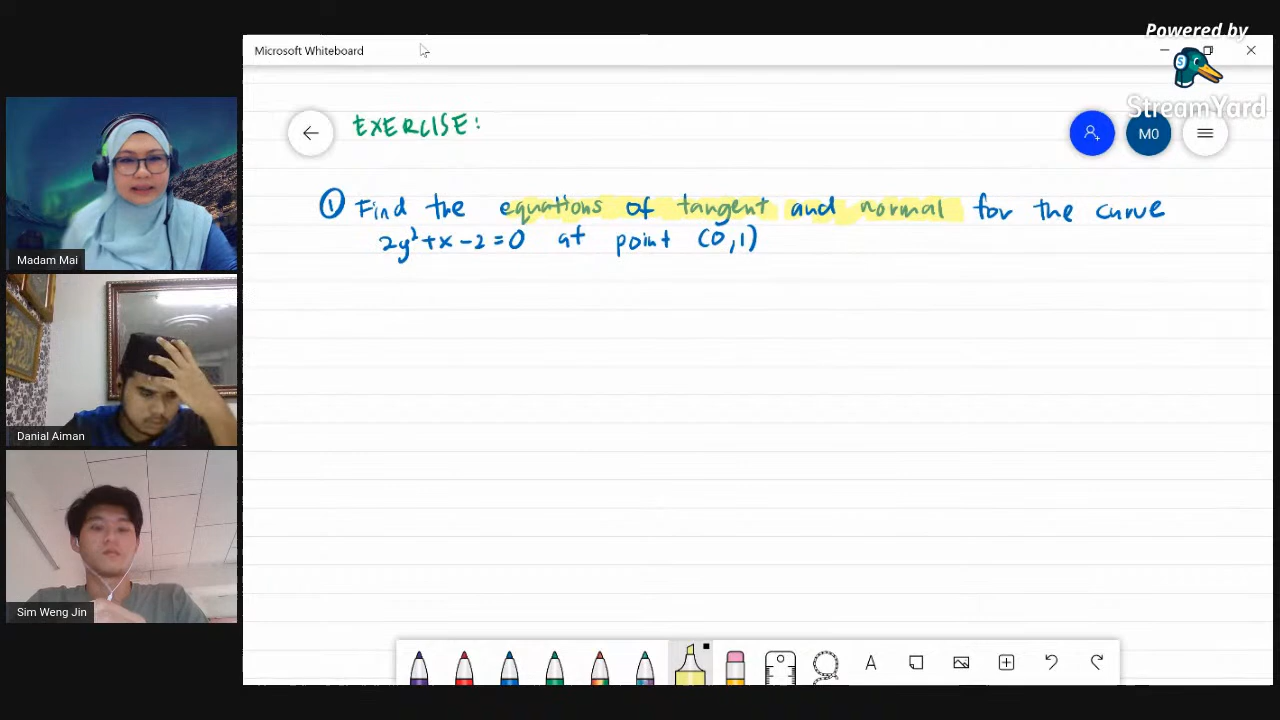 Powered by
StreamYard
Microsoft Whiteboard
EXERCISE:
M0
① Find the equations of tangent and normal for the curve
2y²+x-2=0 at point (0,1)
Madam Mai
Danial Aiman
Sim Weng Jin
A